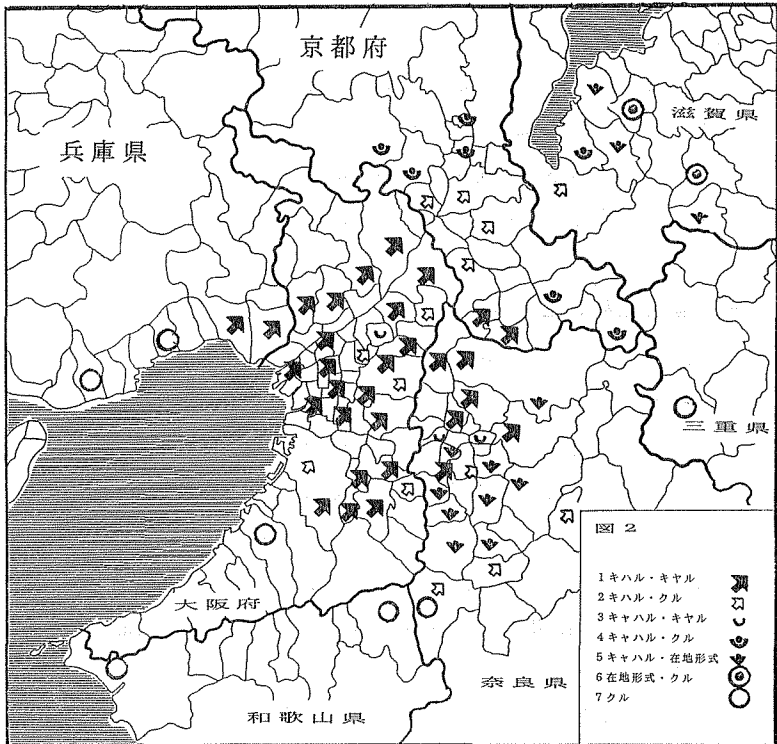 京都府
滋賀県
兵庫県
三重県
大阪府
奈良県
和歌山県
図2
1 キハル・キヤル
2 キハル・クル
3 キャハル・キヤル
4 キャハル・クル
5 キャハル・在地形式
6 在地形式・クル
7 クル